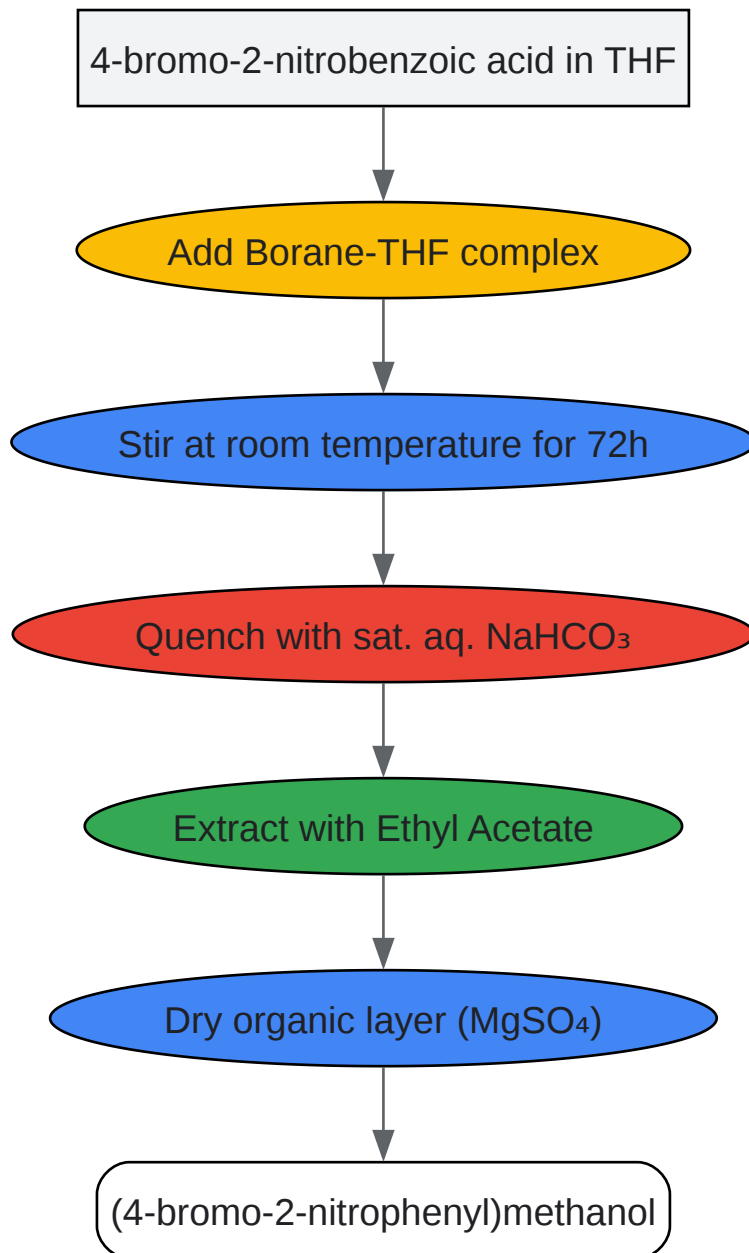 4-bromo-2-nitrobenzoic acid in THF
Add Borane-THF complex
Stir at room temperature for 72h
Quench with sat. aq. NaHCO₃
Extract with Ethyl Acetate
Dry organic layer (MgSO₄)
(4-bromo-2-nitrophenyl)methanol